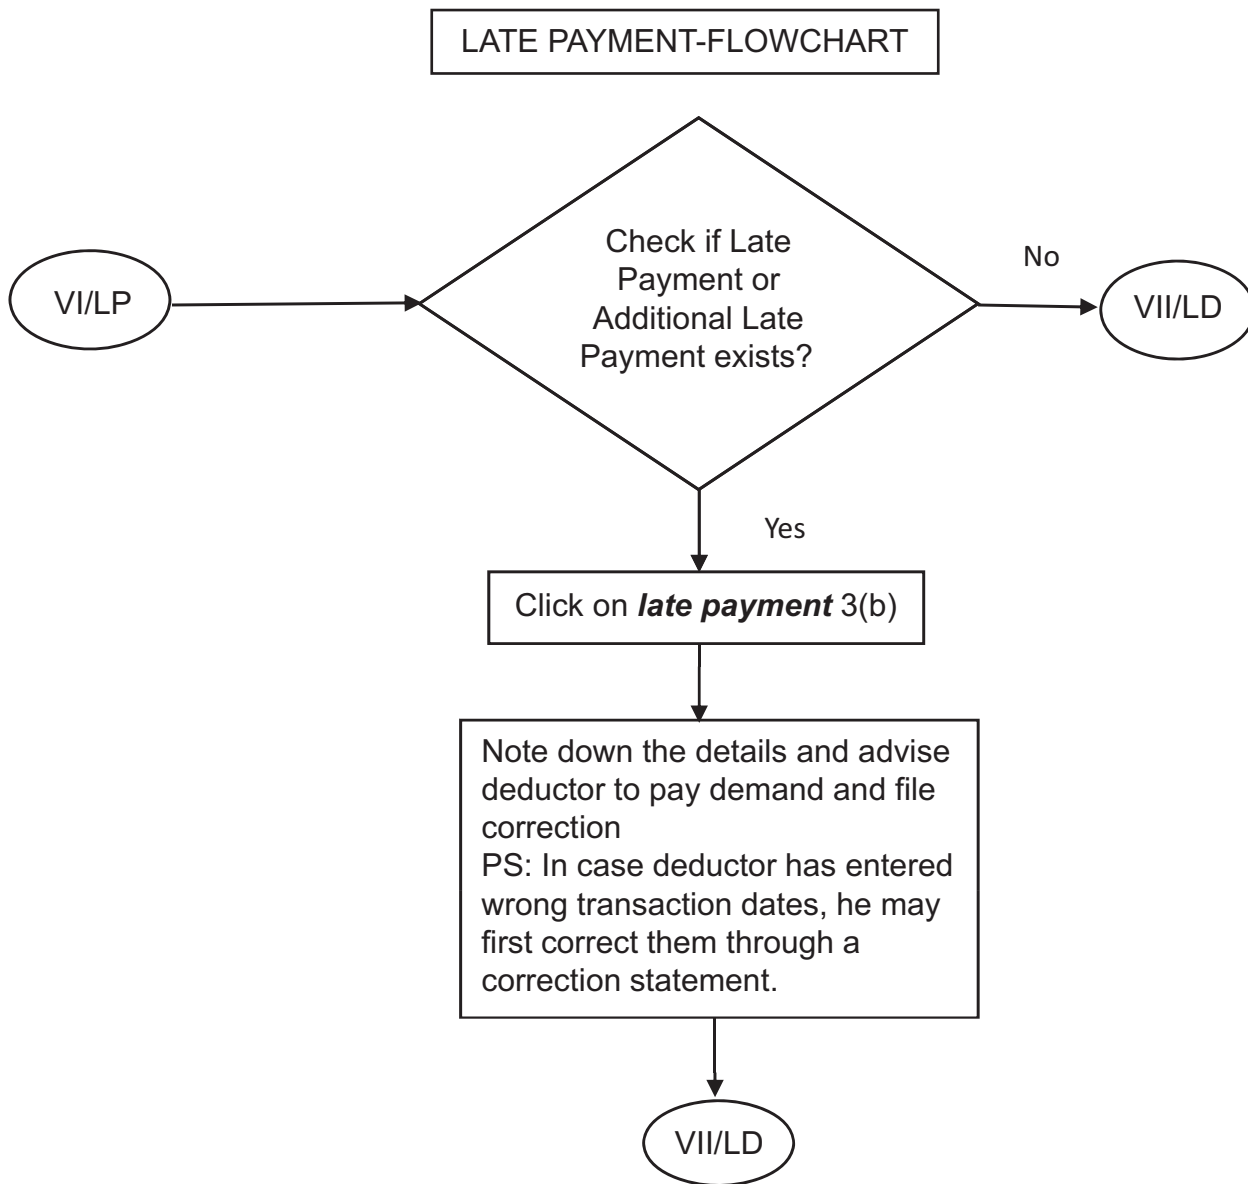 LATE PAYMENT-FLOWCHART
Check if Late
Payment or
Additional Late
Payment exists?
No
VI/LP
VII/LD
Yes
Click on late payment 3(b)
Note down the details and advise
deductor to pay demand and file
correction
PS: In case deductor has entered
wrong transaction dates, he may
first correct them through a
correction statement.
VII/LD